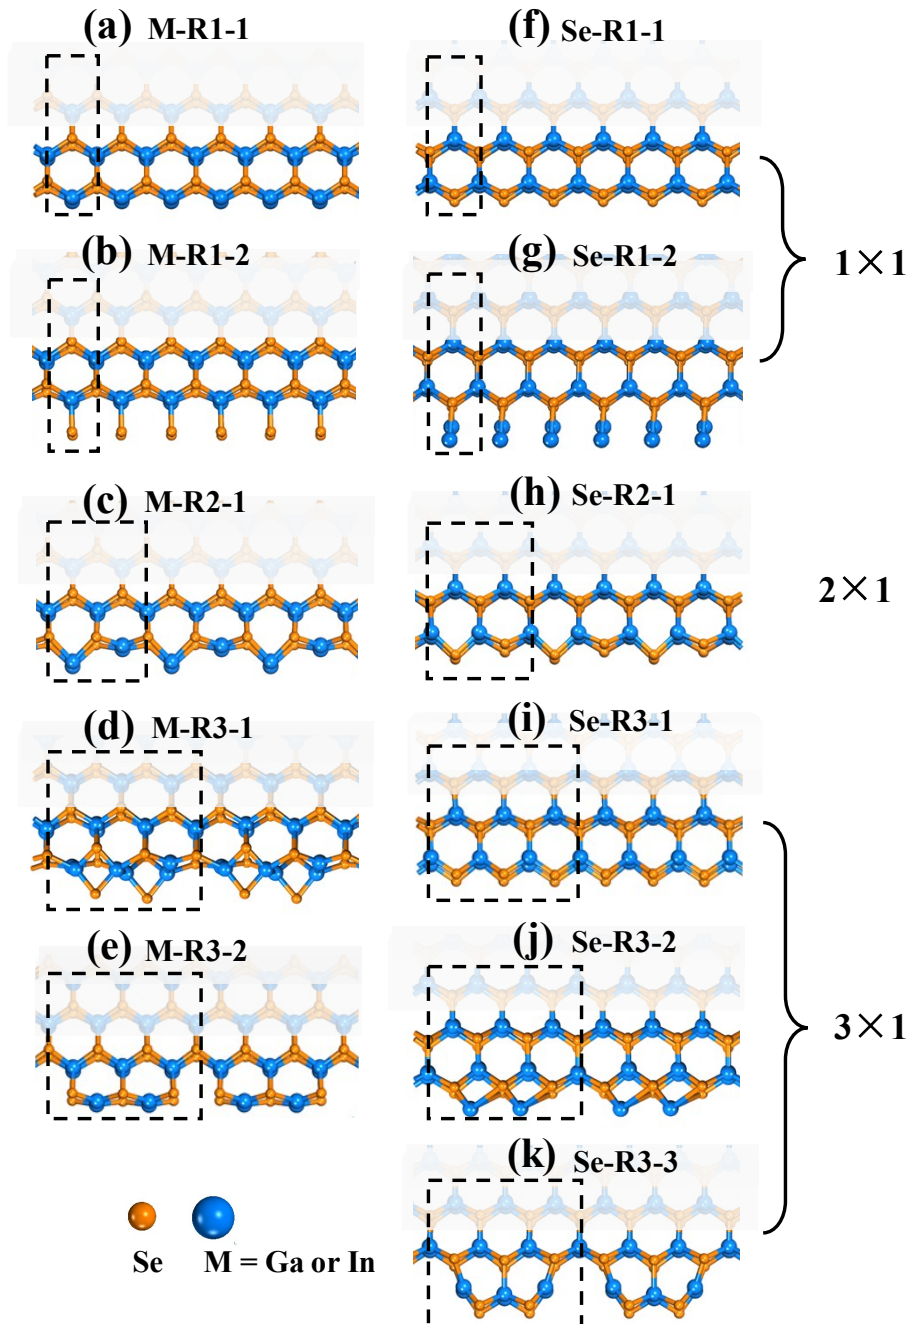 (a) M-R1-1
(f) Se-R1-1
(b) M-R1-2
(g) Se-R1-2
1×1
(c) M-R2-1
(h) Se-R2-1
2×1
(d) M-R3-1
(i) Se-R3-1
(e) M-R3-2
(j) Se-R3-2
3×1
(k) Se-R3-3
Se M = Ga or In